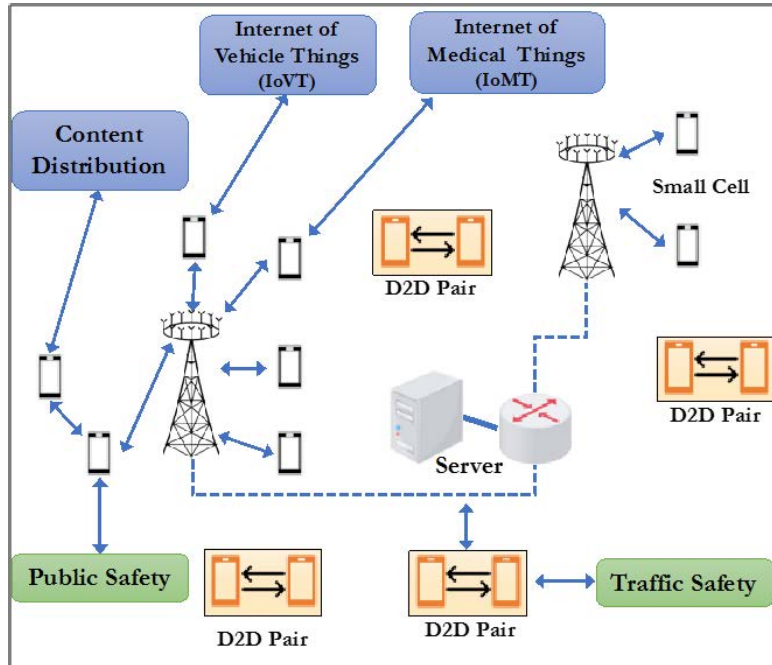 Internet of
Vehicle Things
(IoVT)
Internet of
Medical Things
(IoMT)
Content
Distribution
Small Cell
D2D Pair
D2D Pair
Server
Public Safety
D2D Pair
D2D Pair
Traffic Safety